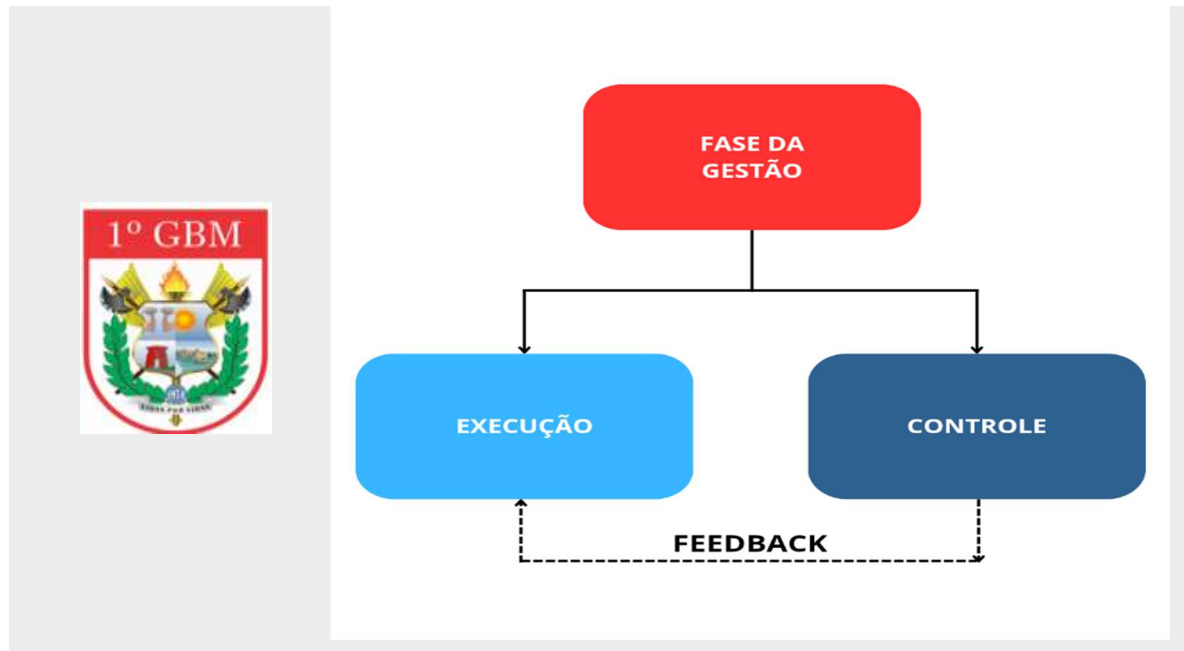 1º GBM
FASE DA
GESTÃO
EXECUÇÃO
CONTROLE
FEEDBACK